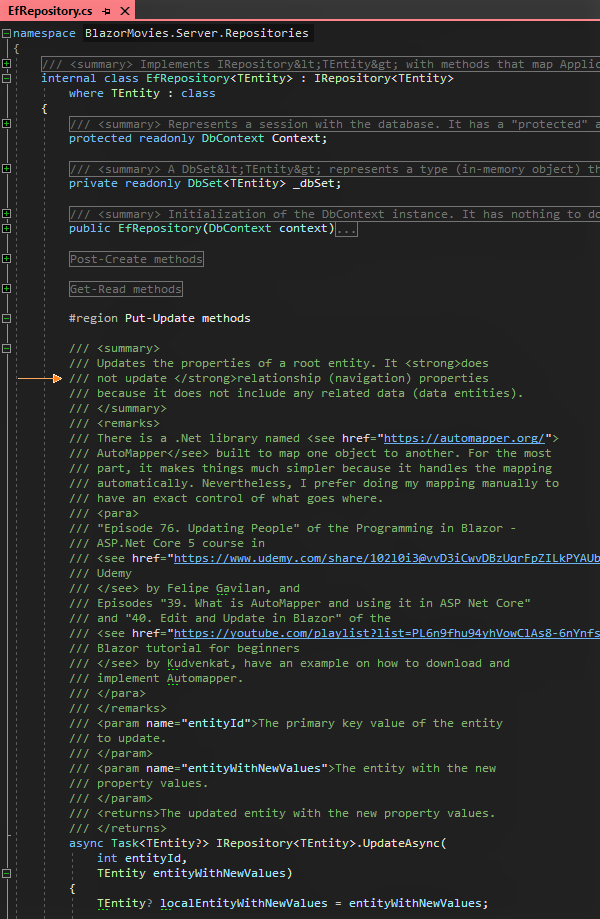 EfRepository.cs
namespace BlazorMovies.Server.Repositories
{
/// <summary> Implements IRepository&lt;TEntity&gt; with methods that map Applic
internal class EfRepository<TEntity> : IRepository<TEntity>
where TEntity : class
{
/// <summary> Represents a session with the database. It has a "protected" a
protected readonly DbContext Context;
/// <summary> A DbSet&lt;TEntity&gt; represents a type (in-memory object) th
private readonly DbSet<TEntity> _dbSet;
/// <summary> Initialization of the DbContext instance. It has nothing to do
public EfRepository(DbContext context)...
Post-Create methods
Get-Read methods
#region Put-Update methods
/// <summary>
/// Updates the properties of a root entity. It <strong>does
/// not update </strong>relationship (navigation) properties
/// because it does not include any related data (data entities).
/// </summary>
/// <remarks>
/// There is a .Net library named <see href="https://automapper.org/">
/// AutoMapper</see> built to map one object to another. For the most
/// part, it makes things much simpler because it handles the mapping
/// automatically. Nevertheless, I prefer doing my mapping manually to
/// have an exact control of what goes where.
/// <para>
/// "Episode 76. Updating People" of the Programming in Blazor -
/// ASP.Net Core 5 course in
/// <see href="https://www.udemy.com/share/102l0i3@vvD3iCwvDBzUqrFpZILkPYAUb
/// Udemy
/// </see> by Felipe Gavilan, and
/// Episodes "39. What is AutoMapper and using it in ASP Net Core"
/// and "40. Edit and Update in Blazor" of the
/// <see href="https://youtube.com/playlist?list=PL6n9fhu94yhVowClAs8-6nYnfs
/// Blazor tutorial for beginners
/// </see> by Kudvenkat, have an example on how to download and
/// implement Automapper.
/// </para>
/// </remarks>
/// <param name="entityId">The primary key value of the entity
/// to update.
/// </param>
/// <param name="entityWithNewValues">The entity with the new
/// property values.
/// </param>
/// <returns>The updated entity with the new property values.
/// </returns>
async Task<TEntity?> IRepository<TEntity>.UpdateAsync(
int entityId,
TEntity entityWithNewValues)
{
TEntity? localEntityWithNewValues = entityWithNewValues;